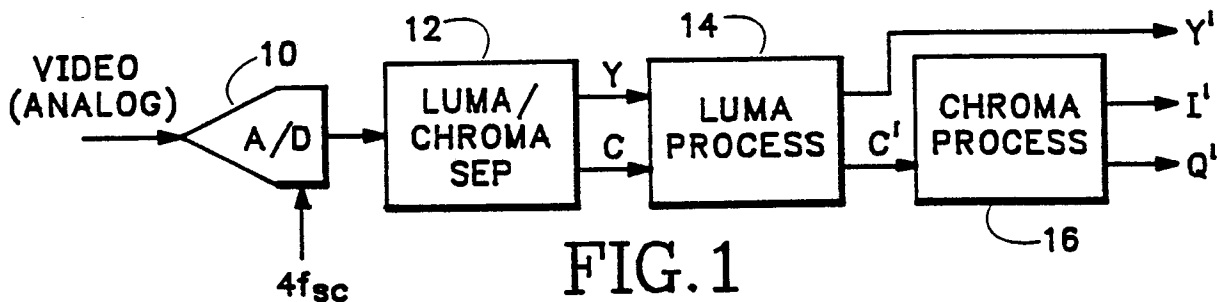 VIDEO
(ANALOG)
10
A/D
4fsc
12
LUMA/
CHROMA
SEP
Y
C
14
LUMA
PROCESS
C'
CHROMA
PROCESS
16
Y'
I'
Q'
FIG.1